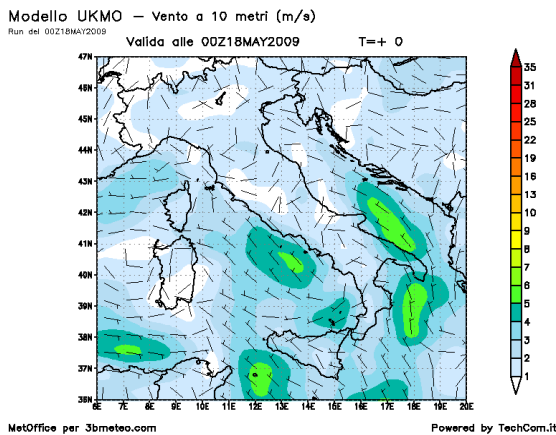 Modello UKMO – Vento a 10 metri (m/s)
Run del 00Z18MAY2009
Valida alle 00Z18MAY2009 T=+ 0
47N
46N
45N
44N
43N
42N
41N
40N
39N
38N
37N
36N
6E 7E 8E 9E 10E 11E 12E 13E 14E 15E 16E 17E 18E 19E 20E
35
31
28
25
22
19
16
13
10
9
8
7
6
5
4
3
2
1
MetOffice per 3bmeteo.com
Powered by TechCom.it